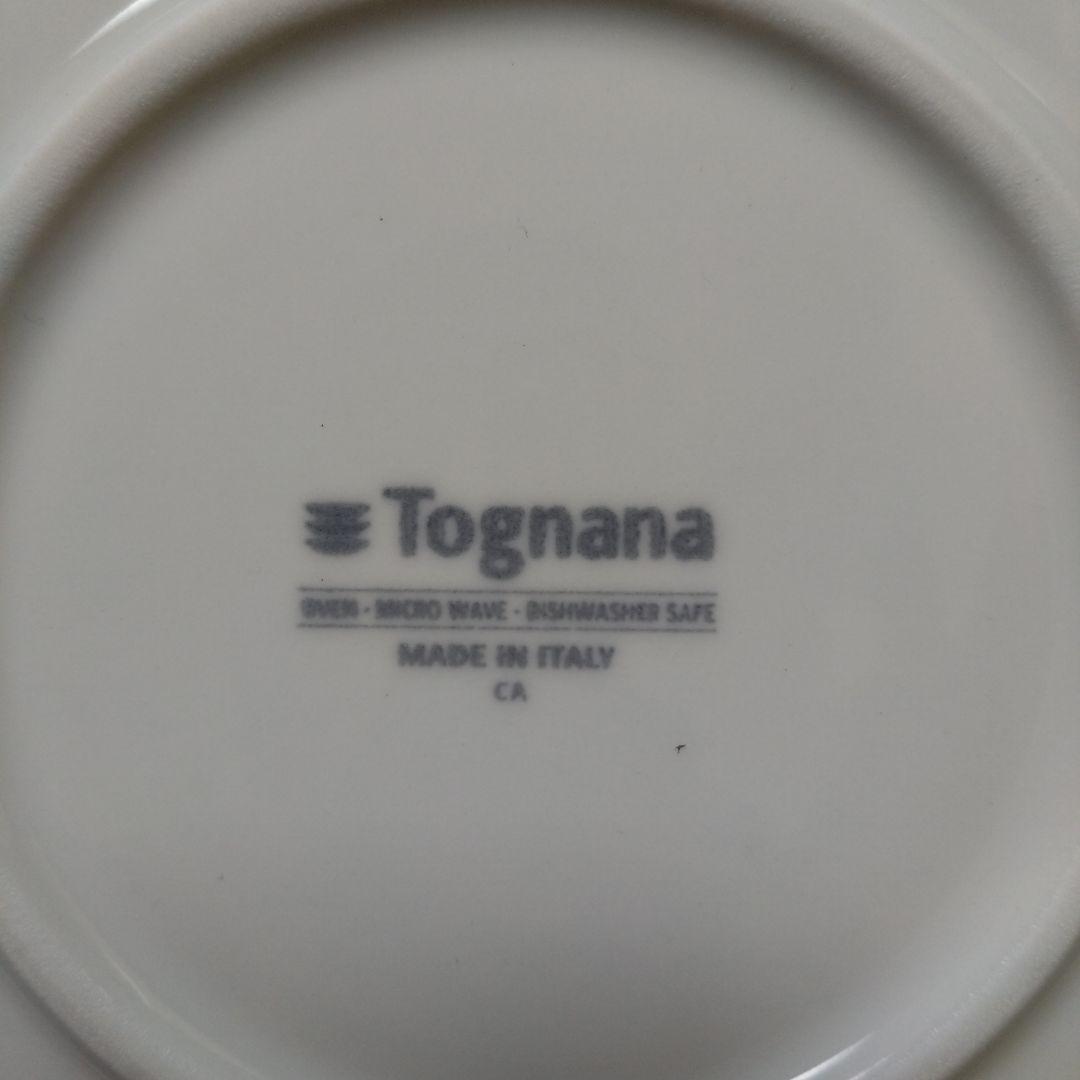 Tognana
OVEN - MICRO WAVE - DISHWASHER SAFE
MADE IN ITALY
CA